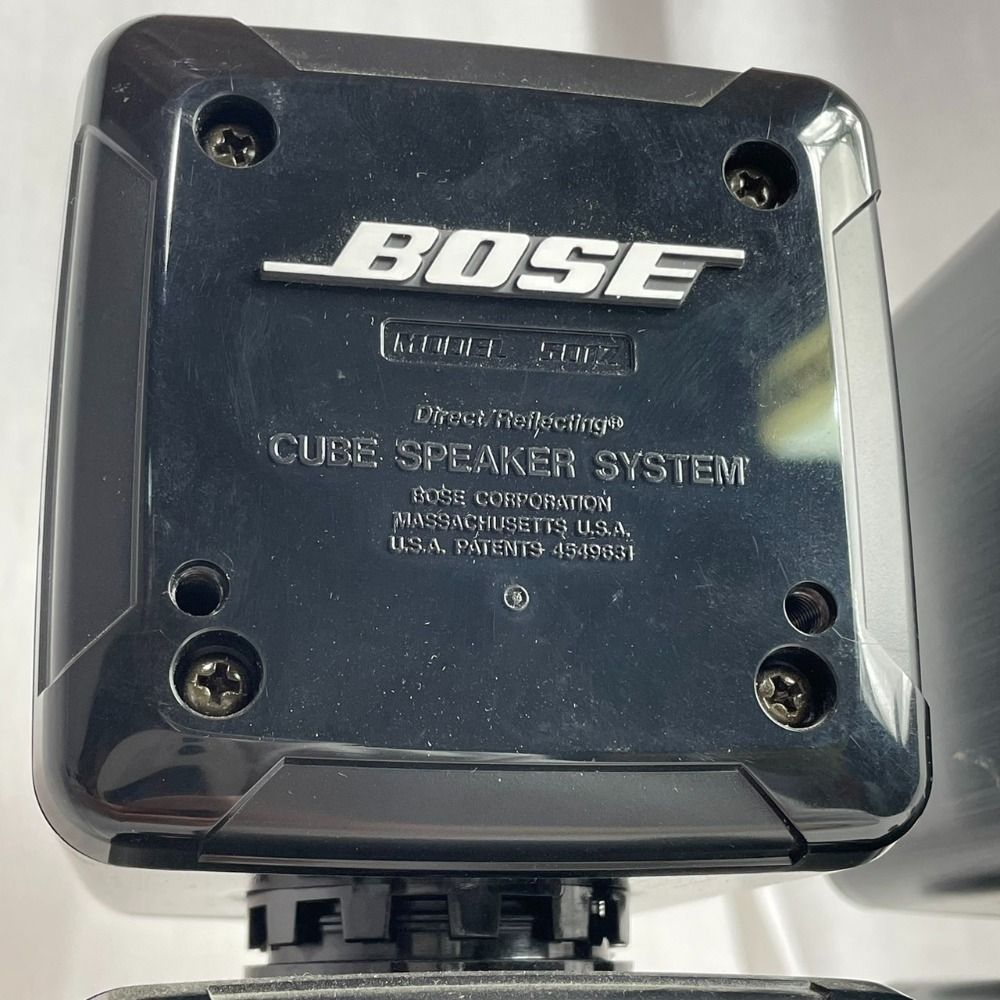 BOSE
MODEL 501Z
Direct/Reflecting®
CUBE SPEAKER SYSTEM
BOSE CORPORATION
MASSACHUSETTS U.S.A.
U.S.A. PATENTS 4549631